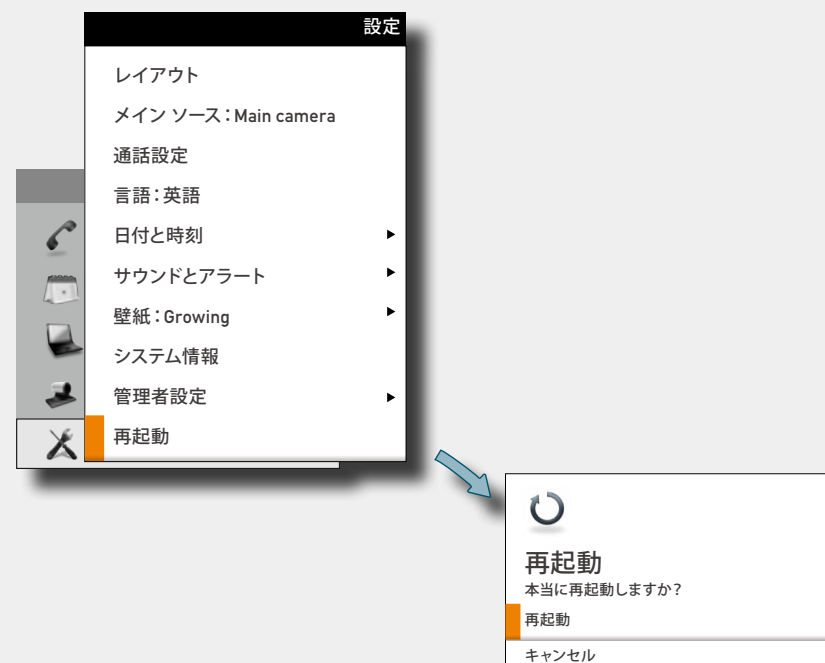 設定
レイアウト
メイン ソース：Main camera
通話設定
言語：英語
日付と時刻
サウンドとアラート
壁紙：Growing
システム情報
管理者設定
再起動
再起動
本当に再起動しますか？
再起動
キャンセル